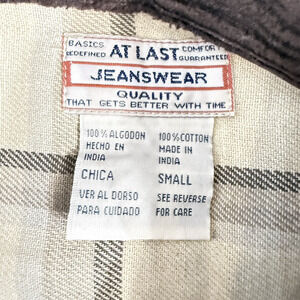 BASICS AT LAST COMFORT
REDEFINED GUARANTEED
JEANSWEAR
QUALITY
THAT GETS BETTER WITH TIME
100% ALGODON 100% COTTON
HECHO EN MADE IN
INDIA INDIA
CHICA SMALL
VER AL DORSO SEE REVERSE
PARA CUIDADO FOR CARE